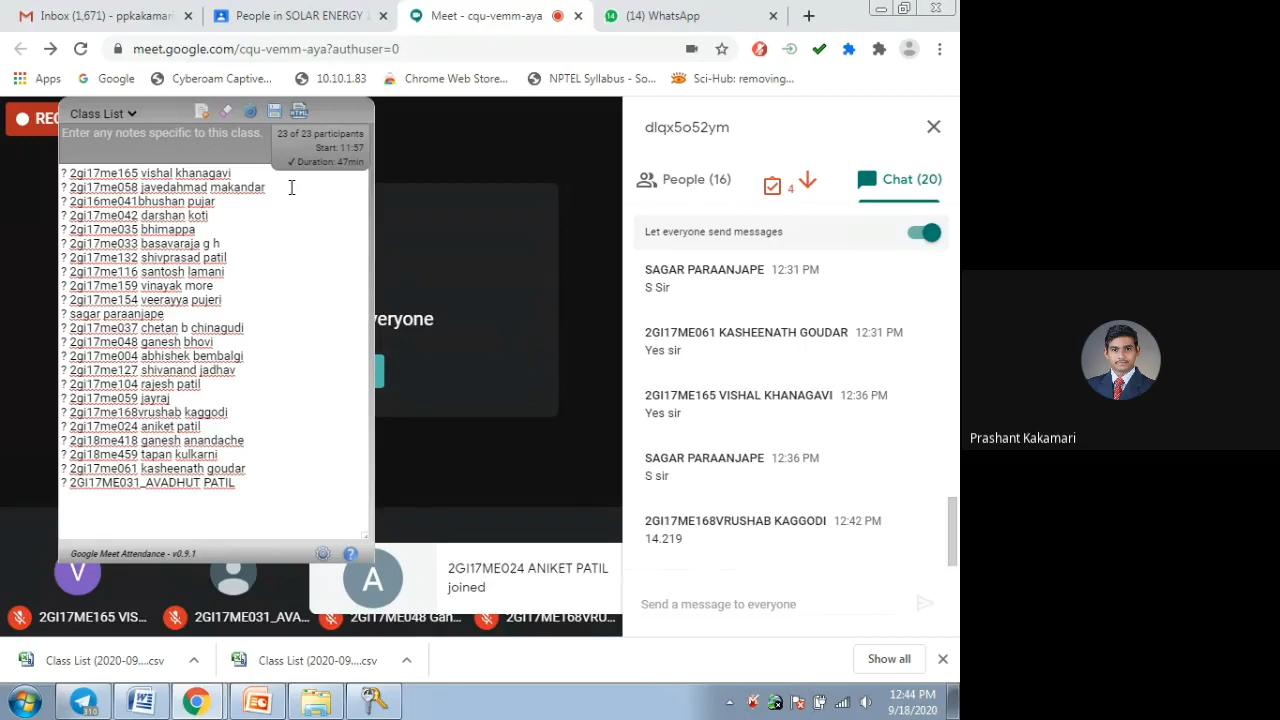 Inbox (1,671) - ppkakamari
People in SOLAR ENERGY 1
Meet - cqu-vemm-aya
(14) WhatsApp
meet.google.com/cqu-vemm-aya?authuser=0
Apps
Google
Cyberoam Captive...
10.10.1.83
Chrome Web Store...
NPTEL Syllabus - So...
Sci-Hub: removing...
REC
Class List
HTML
Enter any notes specific to this class.
23 of 23 participants
Start: 11:57
✓ Duration: 47min
? 2gi17me165 vishal khanagavi
? 2gi17me058 javedahmad makandar
? 2gi16me041bhushan pujar
? 2gi17me042 darshan koti
? 2gi17me035 bhimappa
? 2gi17me033 basavaraja g h
? 2gi17me132 shivprasad patil
? 2gi17me116 santosh lamani
? 2gi17me159 vinayak more
? 2gi17me154 veerayya pujeri
? sagar paraanjape
? 2gi17me037 chetan b chinagudi
? 2gi17me048 ganesh bhovi
? 2gi17me004 abhishek bembalgi
? 2gi17me127 shivanand jadhav
? 2gi17me104 rajesh patil
? 2gi17me059 jayraj
? 2gi17me168vrushab kaggodi
? 2gi17me024 aniket patil
? 2gi18me418 ganesh anandache
? 2gi18me459 tapan kulkarni
? 2gi17me061 kasheenath goudar
? 2GI17ME031_AVADHUT PATIL
Google Meet Attendance - v0.9.1
veryone
V
A
2GI17ME024 ANIKET PATIL
joined
2GI17ME165 VIS...
2GI17ME031_AVA...
2GI17ME048 Gan...
2GI17ME168VRU...
dlqx5o52ym
People (16)
4
Chat (20)
Let everyone send messages
SAGAR PARAANJAPE 12:31 PM
S Sir
2GI17ME061 KASHEENATH GOUDAR 12:31 PM
Yes sir
2GI17ME165 VISHAL KHANAGAVI 12:36 PM
Yes sir
SAGAR PARAANJAPE 12:36 PM
S sir
2GI17ME168VRUSHAB KAGGODI 12:42 PM
14.219
Send a message to everyone
Prashant Kakamari
Class List (2020-09....csv
Class List (2020-09....csv
Show all
310
12:44 PM
9/18/2020